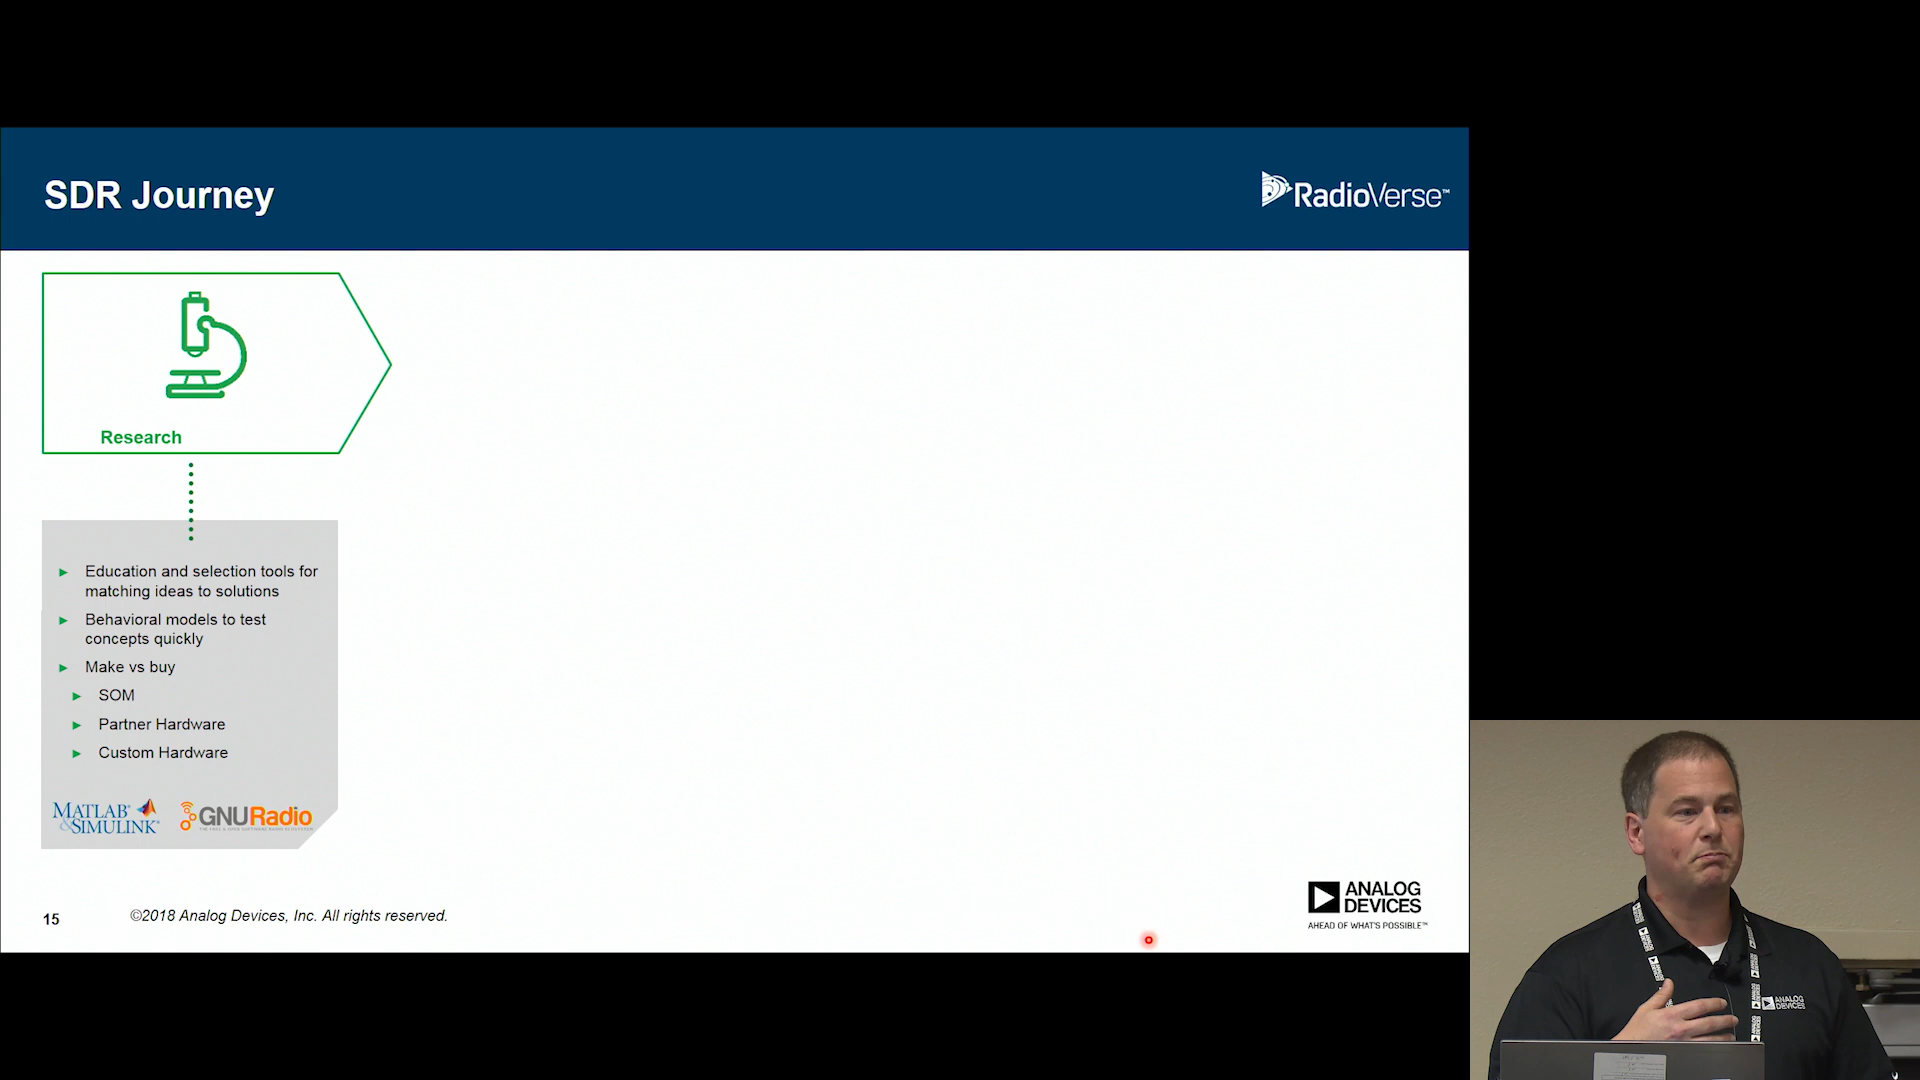 SDR Journey
RadioVerse™
Research
Education and selection tools for
matching ideas to solutions
Behavioral models to test
concepts quickly
Make vs buy
SOM
Partner Hardware
Custom Hardware
MATLAB®
&SIMULINK®
GNURadio
15
©2018 Analog Devices, Inc. All rights reserved.
ANALOG
DEVICES
AHEAD OF WHAT'S POSSIBLE™
ANALOG
DEVICES